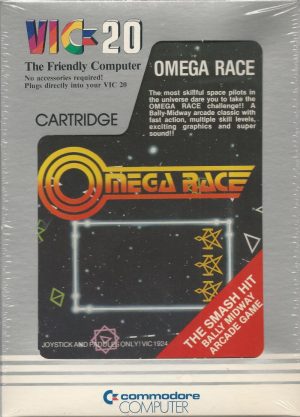 VIC-20
The Friendly Computer
No accessories required!
Plugs directly into your VIC 20
CARTRIDGE
OMEGA RACE
The most skillful space pilots in
the universe dare you to take the
OMEGA RACE challenge!! A
Bally-Midway arcade classic with
fast action, multiple skill levels,
exciting graphics and super
sound!!
OMEGA RACE
THE SMASH HIT
BALLY MIDWAY
ARCADE GAME
JOYSTICK AND PADDLES ONLY! VIC 1924
commodore
COMPUTER